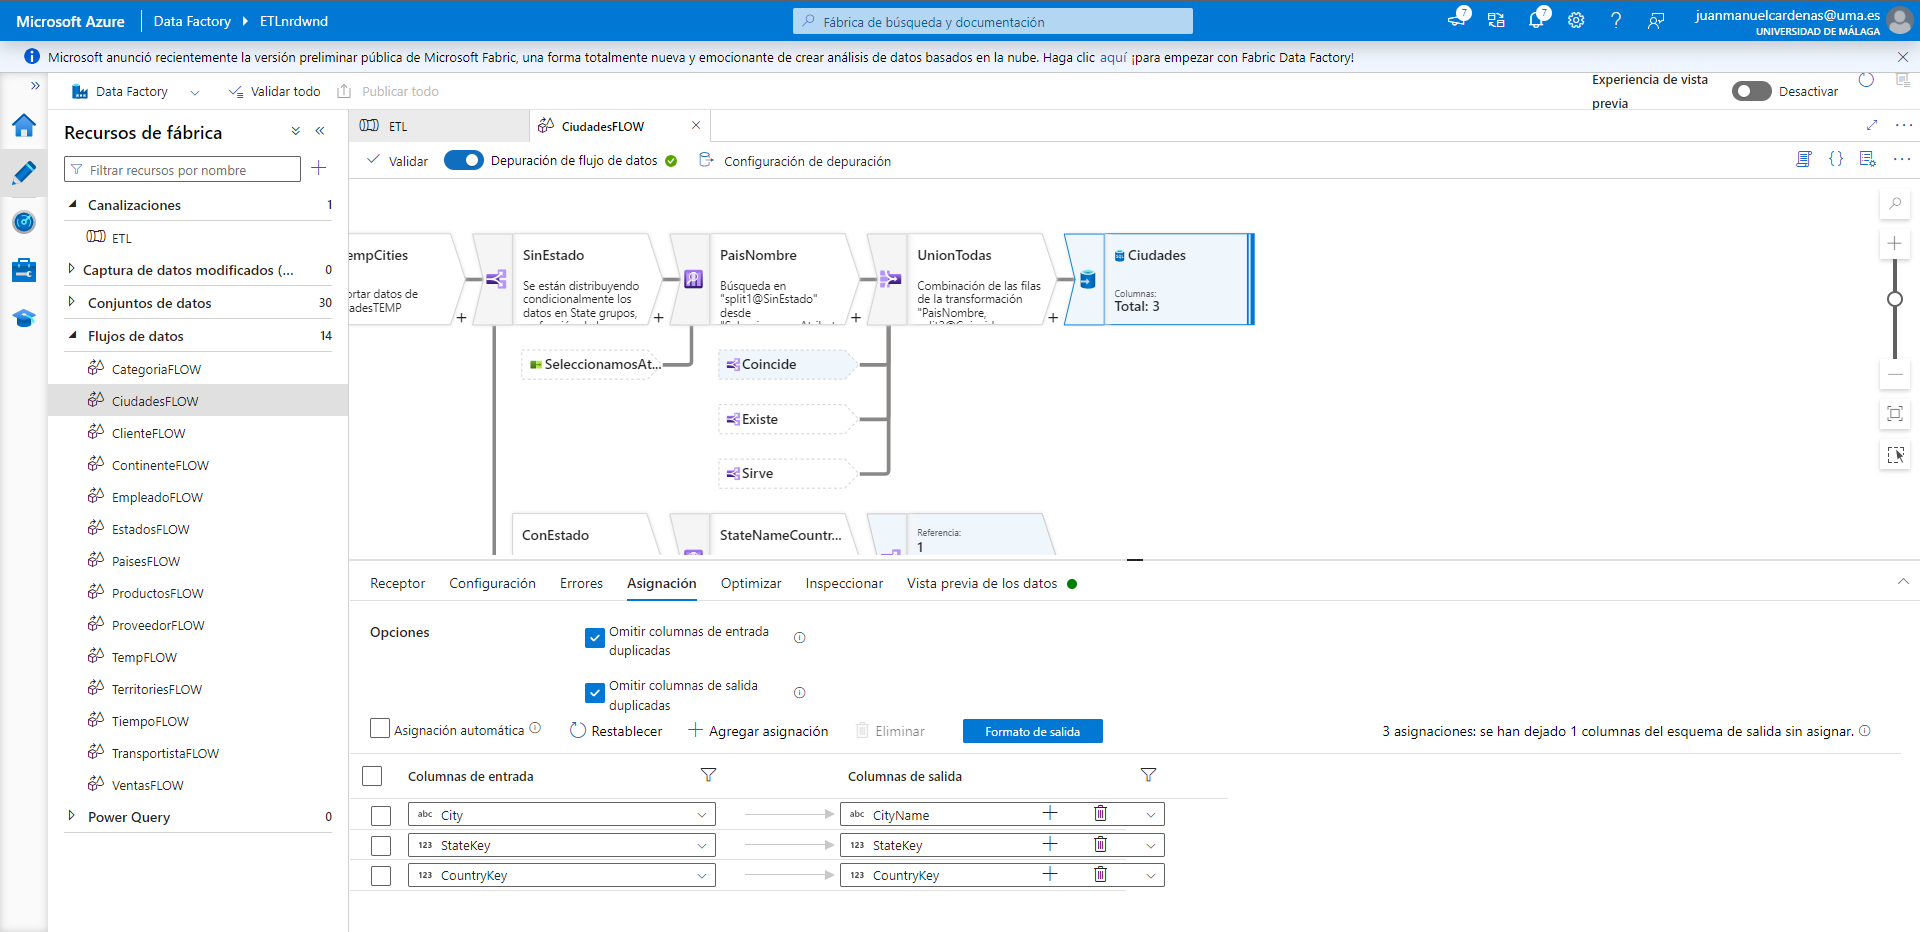 Microsoft Azure
Data Factory
ETLnrdwnd
Fábrica de búsqueda y documentación
7
7
juanmanuelcardenas@uma.es
UNIVERSIDAD DE MÁLAGA
Microsoft anunció recientemente la versión preliminar pública de Microsoft Fabric, una forma totalmente nueva y emocionante de crear análisis de datos basados en la nube. Haga clic aquí ¡para empezar con Fabric Data Factory!
Data Factory
Validar todo
Publicar todo
Experiencia de vista
previa
Desactivar
Recursos de fábrica
Filtrar recursos por nombre
Canalizaciones 1
ETL
Captura de datos modificados (... 0
Conjuntos de datos 30
Flujos de datos 14
CategoriaFLOW
CiudadesFLOW
ClienteFLOW
ContinenteFLOW
EmpleadoFLOW
EstadosFLOW
PaisesFLOW
ProductosFLOW
ProveedorFLOW
TempFLOW
TerritoriesFLOW
TiempoFLOW
TransportistaFLOW
VentasFLOW
Power Query 0
ETL
CiudadesFLOW
Validar
Depuración de flujo de datos
Configuración de depuración
empCities
ortar datos de
adesTEMP
SinEstado
Se están distribuyendo
condicionalmente los
datos en State grupos,
PaisNombre
Búsqueda en
"split1@SinEstado"
desde
UnionTodas
Combinación de las filas
de la transformación
"PaisNombre,
Ciudades
Columnas:
Total: 3
SeleccionamosAt...
Coincide
Existe
Sirve
ConEstado
StateNameCountr...
Referencia:
1
Receptor
Configuración
Errores
Asignación
Optimizar
Inspeccionar
Vista previa de los datos
Opciones
Omitir columnas de entrada
duplicadas
Omitir columnas de salida
duplicadas
Asignación automática
Restablecer
Agregar asignación
Eliminar
Formato de salida
3 asignaciones: se han dejado 1 columnas del esquema de salida sin asignar.
Columnas de entrada
Columnas de salida
abc City
abc CityName
123 StateKey
123 StateKey
123 CountryKey
123 CountryKey